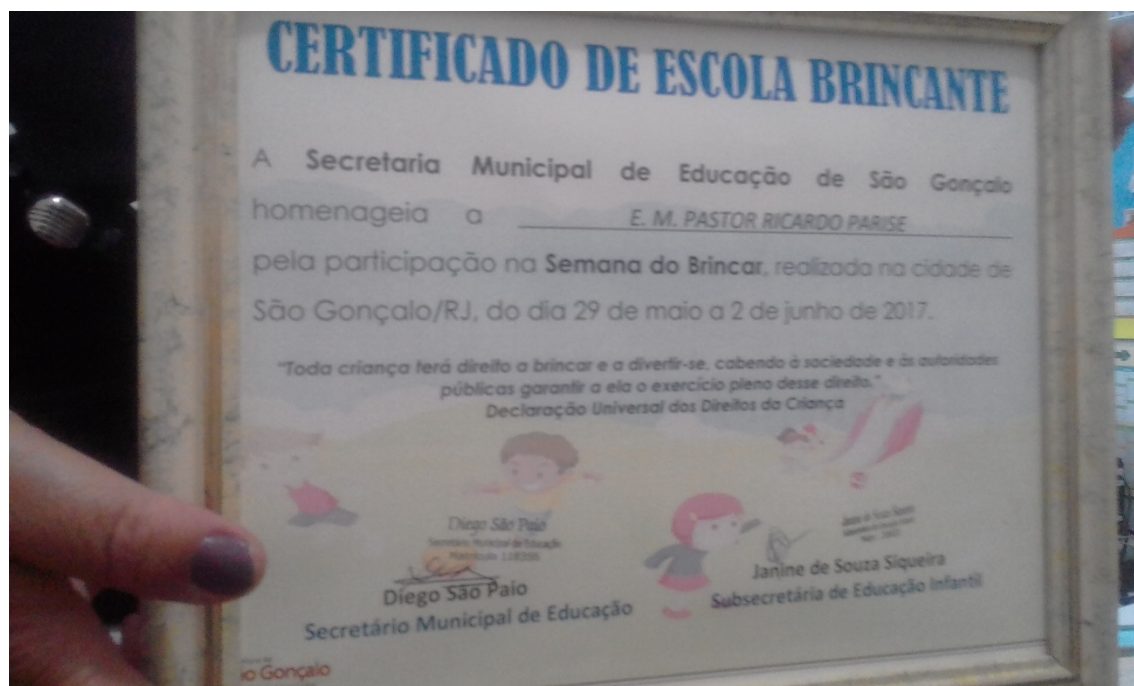 CERTIFICADO DE ESCOLA BRINCANTE
A Secretaria Municipal de Educação de São Gonçalo
homenageia a E. M. PASTOR RICARDO PARISE
pela participação na Semana do Brincar, realizada na cidade de
São Gonçalo/RJ, do dia 29 de maio a 2 de junho de 2017.
"Toda criança terá direito a brincar e a divertir-se, cabendo à sociedade e às autoridades
públicas garantir a ela o exercício pleno desse direito."
Declaração Universal dos Direitos da Criança
Diego São Paio
Secretário Municipal de Educação
Diego São Paio
Secretário Municipal de Educação
Janine de Souza Siqueira
Subsecretária de Educação Infantil
o Gonçalo